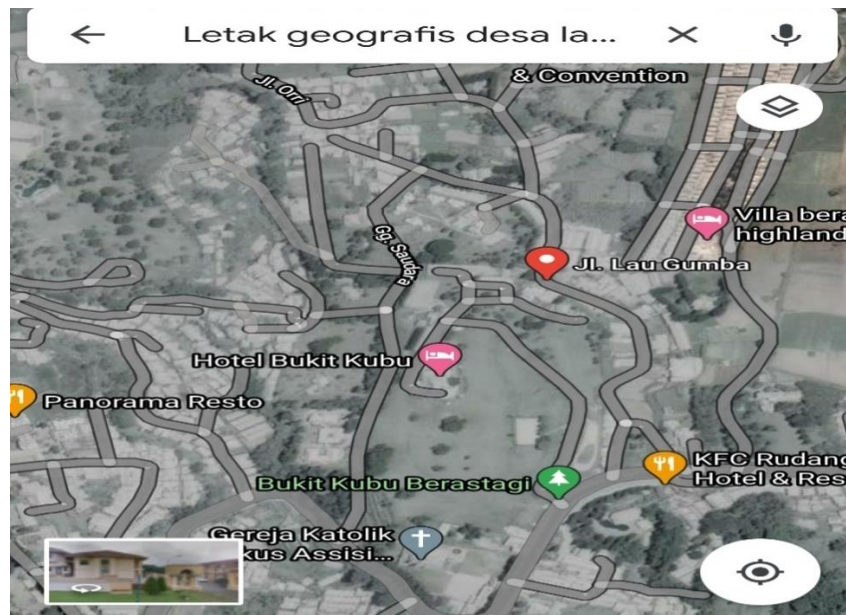 Letak geografis desa la...
& Convention
Jl. Orri
Villa bera
highland
Gg. Saudara
Jl. Lau Gumba
Hotel Bukit Kubu
Panorama Resto
KFC Rudang
Hotel & Res
Bukit Kubu Berastagi
Gereja Katolik
kus Assisi...